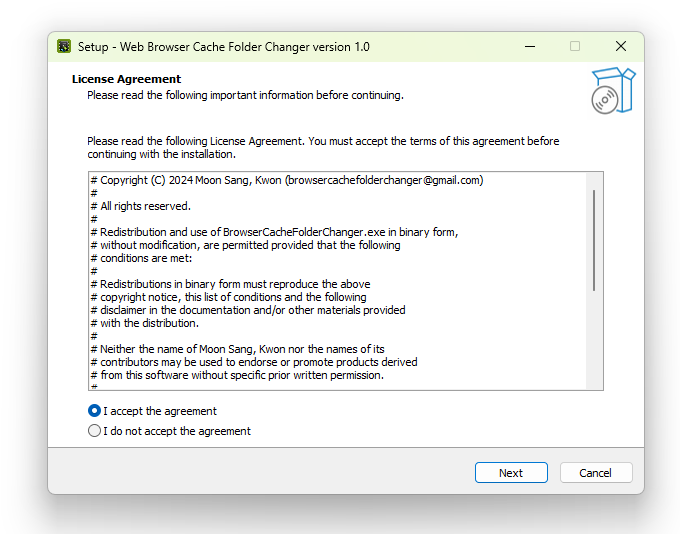 Setup - Web Browser Cache Folder Changer version 1.0
License Agreement
Please read the following important information before continuing.
Please read the following License Agreement. You must accept the terms of this agreement before
continuing with the installation.
# Copyright (C) 2024 Moon Sang, Kwon (browsercachefolderchanger@gmail.com)
#
# All rights reserved.
#
# Redistribution and use of BrowserCacheFolderChanger.exe in binary form,
# without modification, are permitted provided that the following
# conditions are met:
#
# Redistributions in binary form must reproduce the above
# copyright notice, this list of conditions and the following
# disclaimer in the documentation and/or other materials provided
# with the distribution.
#
# Neither the name of Moon Sang, Kwon nor the names of its
# contributors may be used to endorse or promote products derived
# from this software without specific prior written permission.
#
I accept the agreement
I do not accept the agreement
Next
Cancel